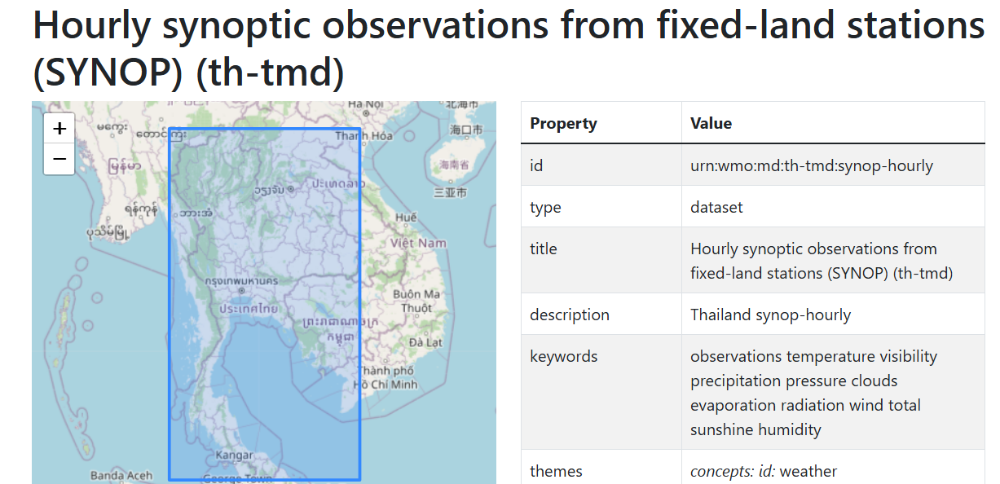 Hourly synoptic observations from fixed-land stations
(SYNOP) (th-tmd)
+
−
Hà Nội
北海市
မကွေး
တောင်ကြီး
Thanh Hóa
海口市
မြန်မာ
海南省
ວຽງຈັນ
ປະເທດລາວ
三亚市
ရန်ကုန်
ဘားအံ
Huế
ပုသိမ်မြို့
Việt Nam
กรุงเทพมหานคร
Buôn Ma
Thuột
ประเทศไทย
ព្រះរាជាណាចក្រ
កម្ពុជា
Đà Lạt
Thành phố
Hồ Chí Minh
Kangar
Banda Aceh
George Town
Property Value
id urn:wmo:md:th-tmd:synop-hourly
type dataset
title Hourly synoptic observations from
fixed-land stations (SYNOP) (th-tmd)
description Thailand synop-hourly
keywords observations temperature visibility
precipitation pressure clouds
evaporation radiation wind total
sunshine humidity
themes concepts: id: weather